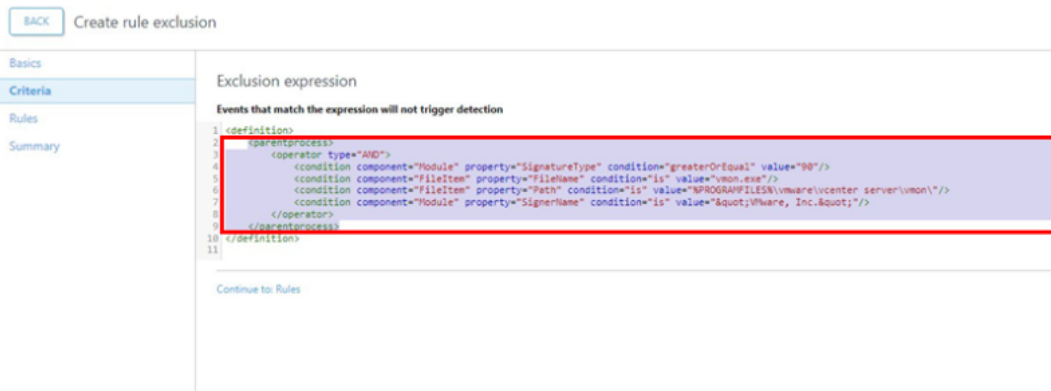 BACK Create rule exclusion
Basics
Criteria
Rules
Summary
Exclusion expression
Events that match the expression will not trigger detection
1 <definition>
2 <parentprocess>
3 <operator type="AND">
4 <condition component="Module" property="SignatureType" condition="greaterOrEqual" value="90"/>
5 <condition component="FileItem" property="FileName" condition="is" value="vmon.exe"/>
6 <condition component="FileItem" property="Path" condition="is" value="%PROGRAMFILES%\vmware\vcenter server\vmon\"/>
7 <condition component="Module" property="SignerName" condition="is" value="&quot;VMware, Inc.&quot;"/>
8 </operator>
9 </parentprocess>
10 </definition>
11
Continue to: Rules